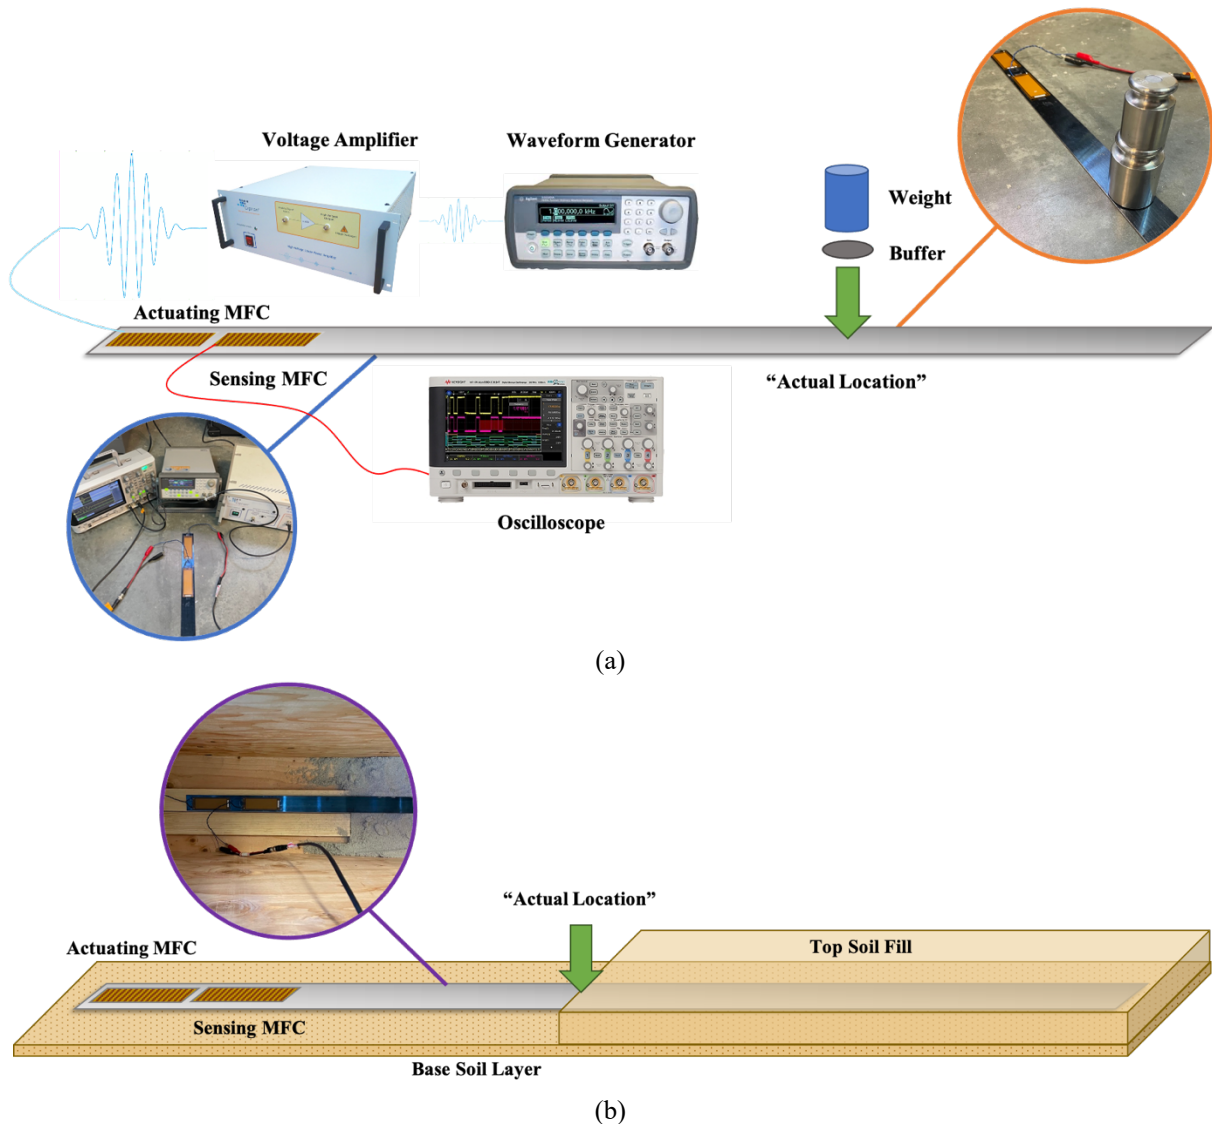 Voltage Amplifier
Waveform Generator
Weight
Buffer
Actuating MFC
Sensing MFC
"Actual Location"
Oscilloscope
(a)
"Actual Location"
Actuating MFC
Top Soil Fill
Sensing MFC
Base Soil Layer
(b)